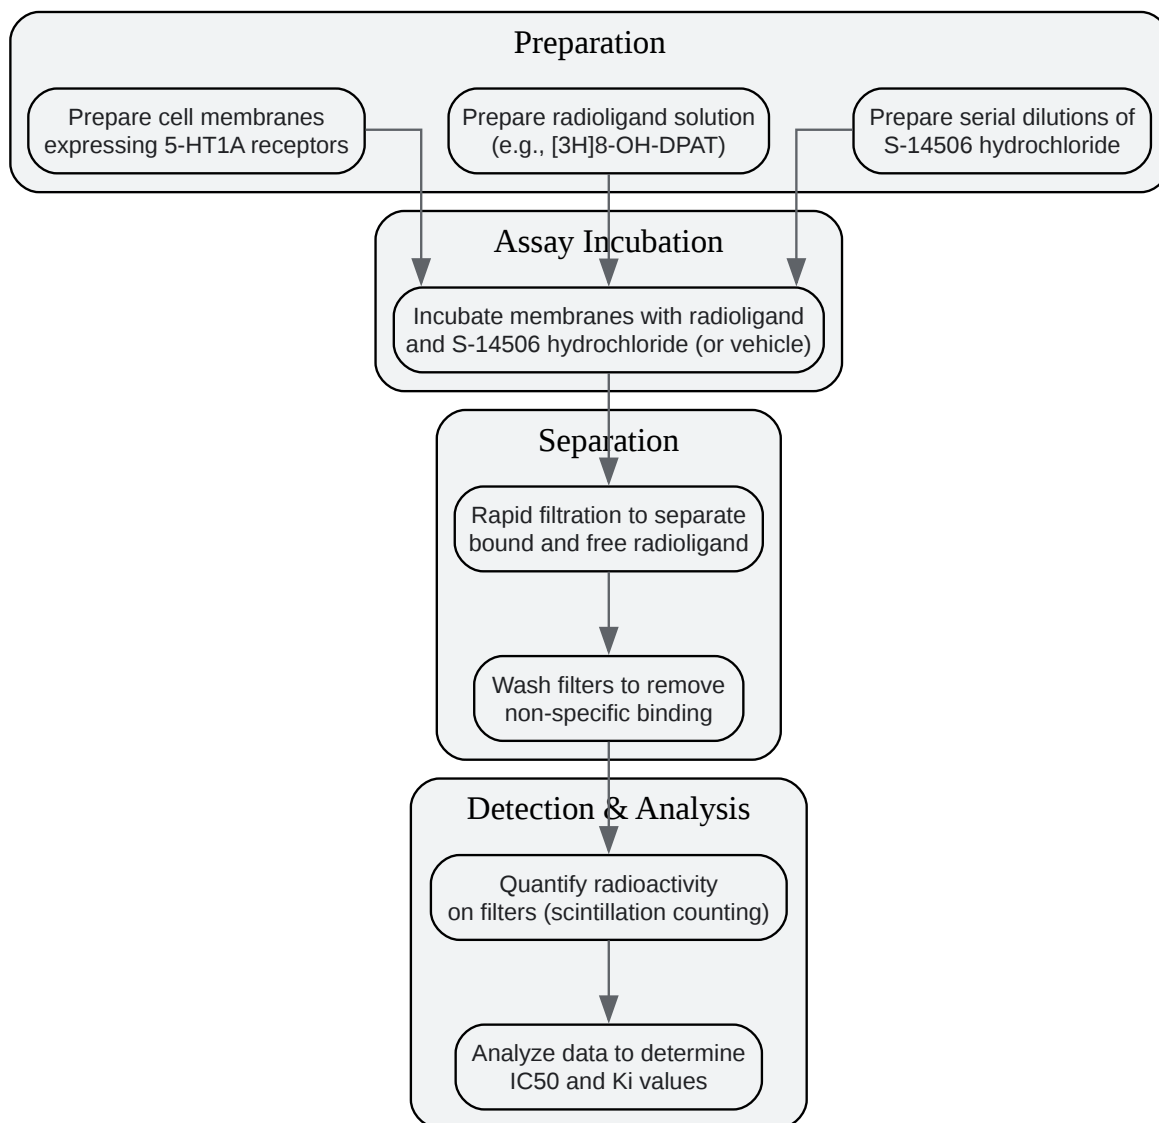 Preparation
Prepare cell membranes
expressing 5-HT1A receptors
Prepare radioligand solution
(e.g., [3H]8-OH-DPAT)
Prepare serial dilutions of
S-14506 hydrochloride
Assay Incubation
Incubate membranes with radioligand
and S-14506 hydrochloride (or vehicle)
Separation
Rapid filtration to separate
bound and free radioligand
Wash filters to remove
non-specific binding
Detection & Analysis
Quantify radioactivity
on filters (scintillation counting)
Analyze data to determine
IC50 and Ki values